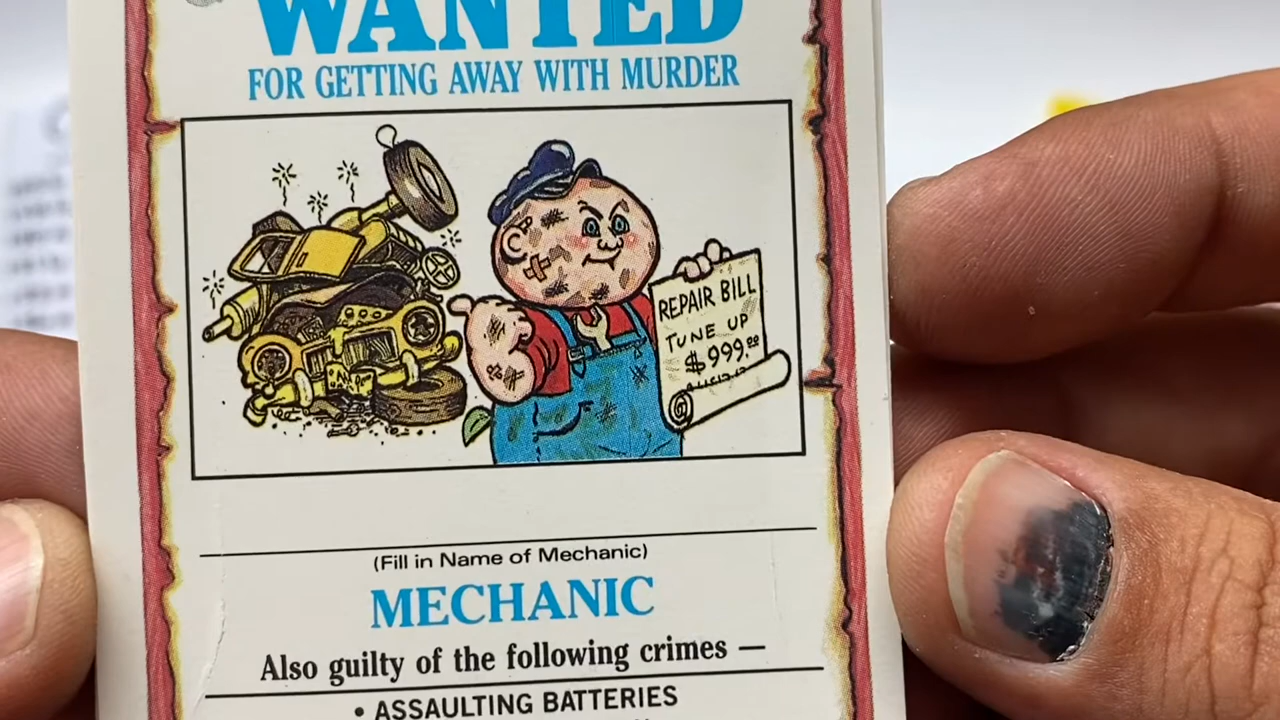 WANTED
FOR GETTING AWAY WITH MURDER
REPAIR BILL
TUNE UP
$999.00
(Fill in Name of Mechanic)
MECHANIC
Also guilty of the following crimes —
• ASSAULTING BATTERIES